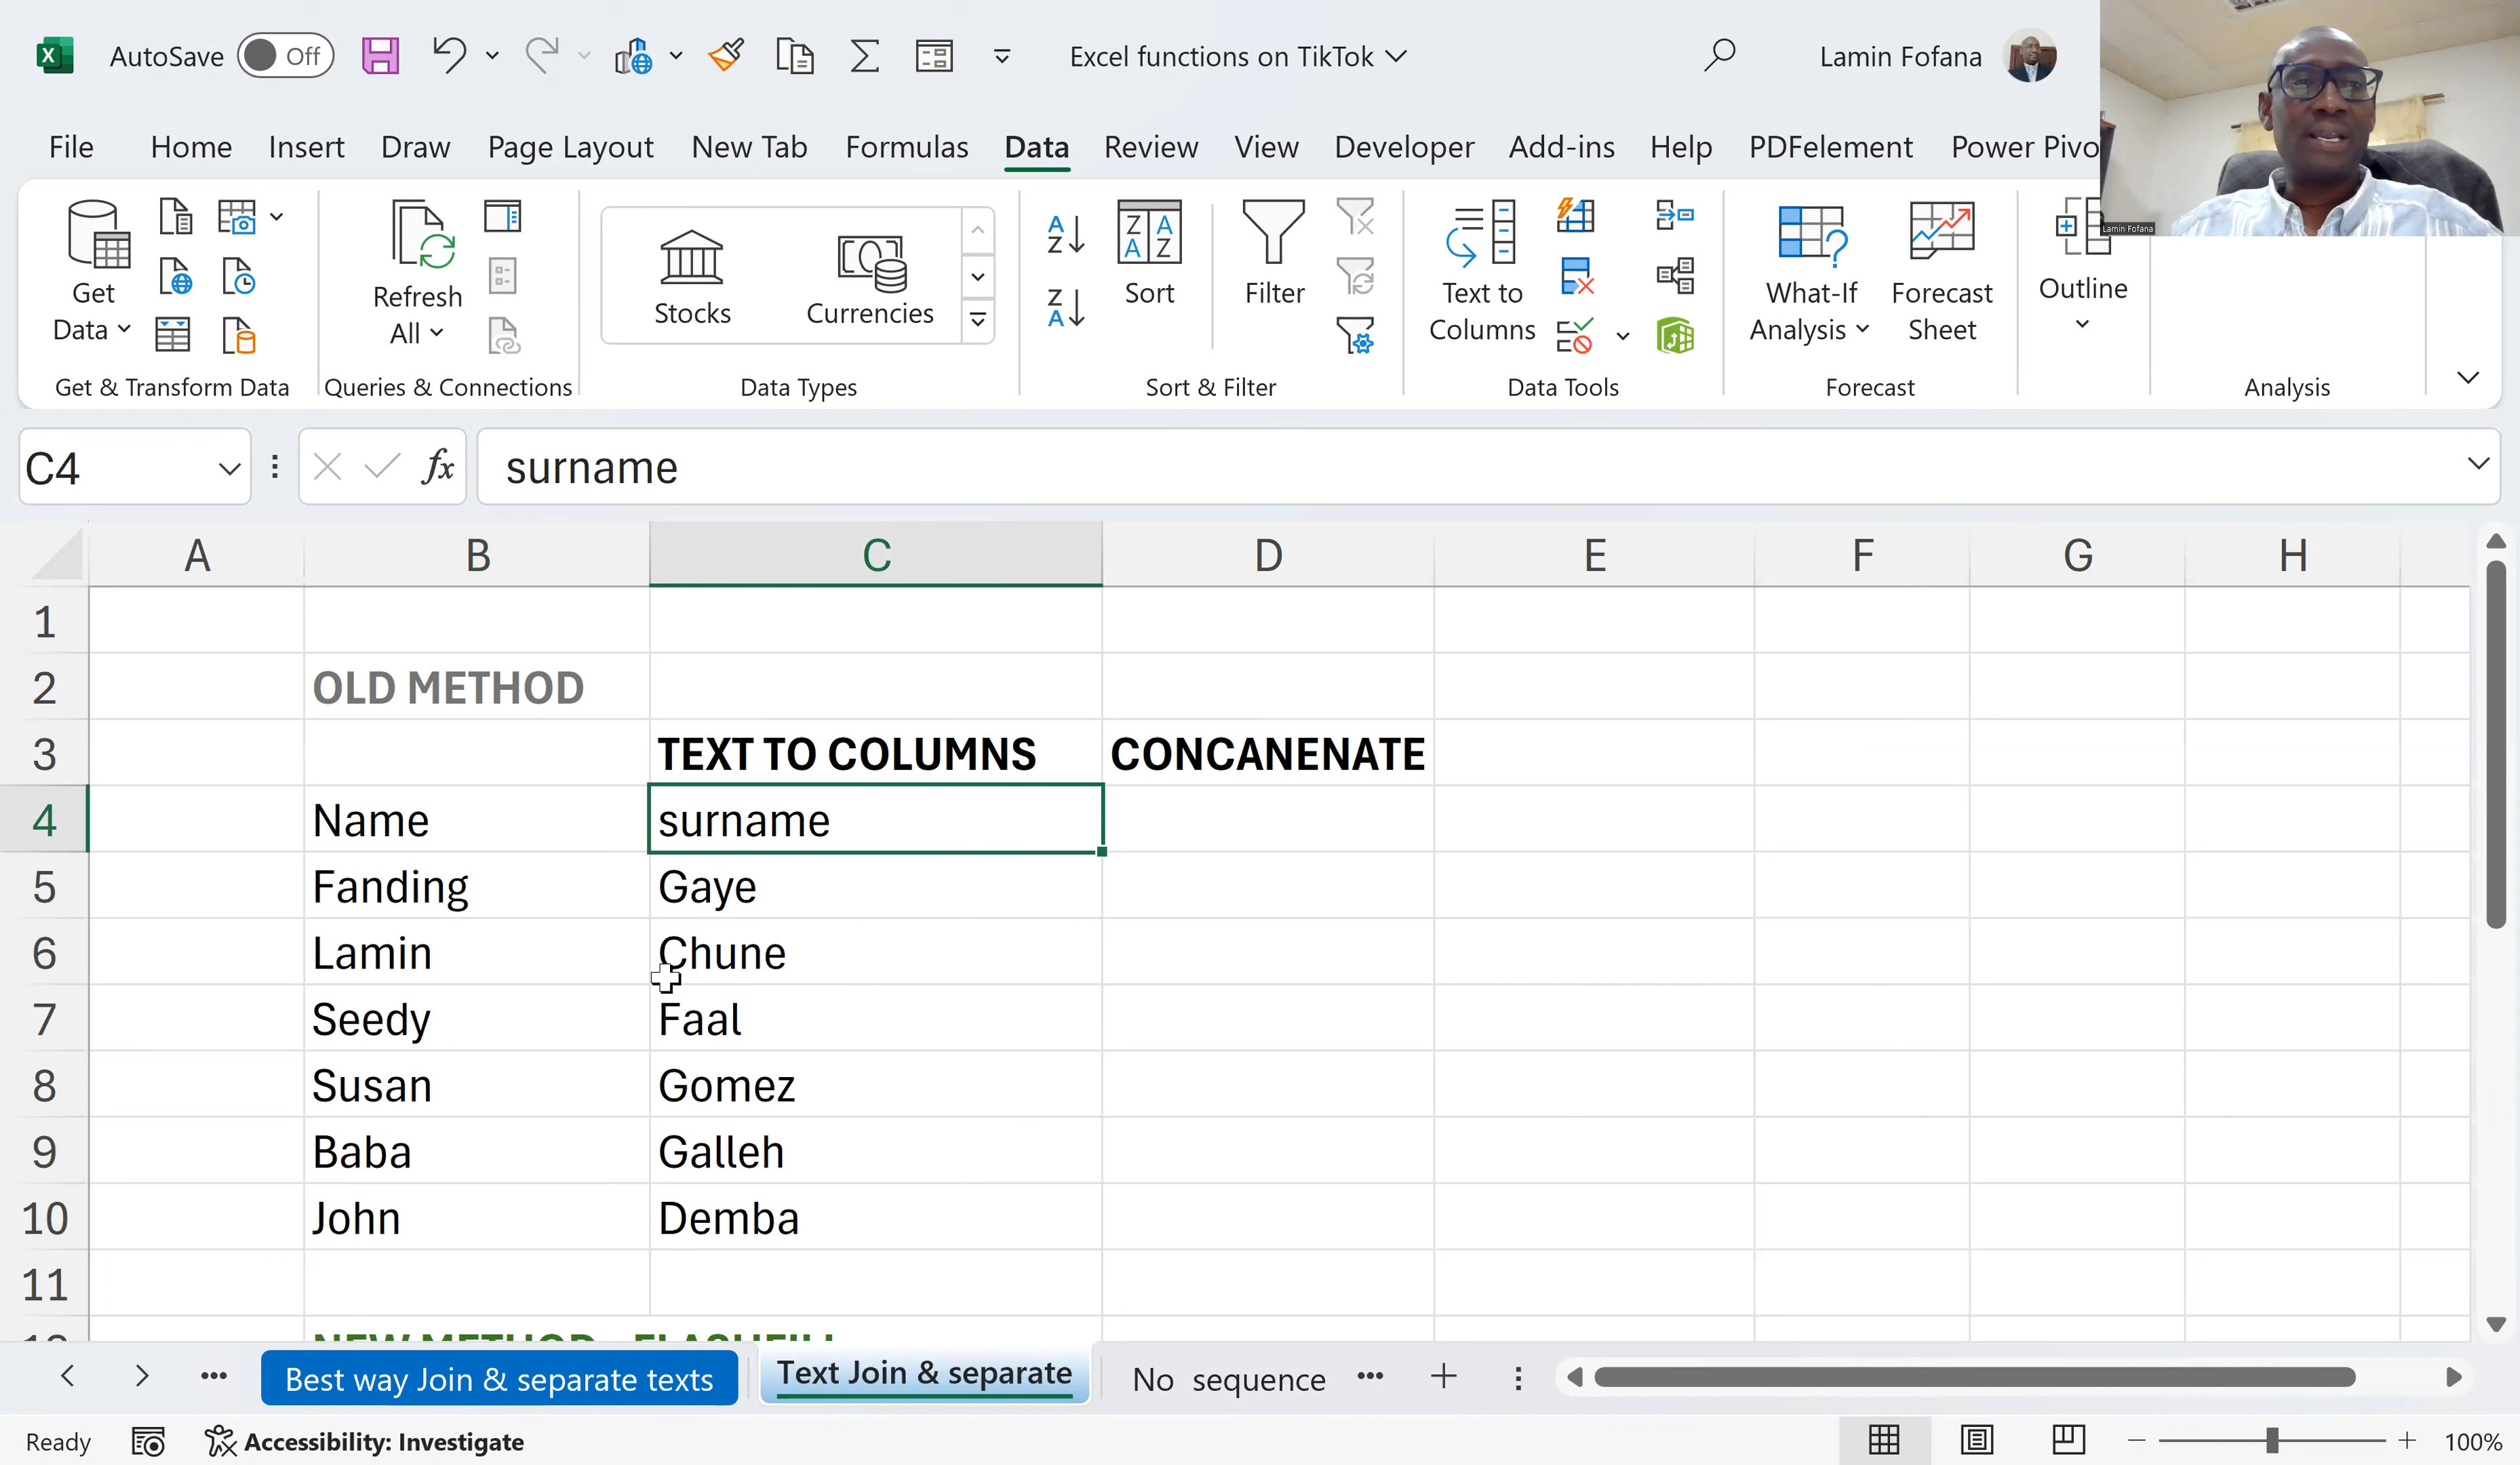 AutoSave Off Excel functions on TikTok Lamin Fofana
File Home Insert Draw Page Layout New Tab Formulas Data Review View Developer Add-ins Help PDFelement Power Pivo
Lamin Fofana
Get Data
Refresh All
Stocks
Currencies
Sort
Filter
Text to Columns
What-If Analysis
Forecast Sheet
Outline
Get & Transform Data Queries & Connections Data Types Sort & Filter Data Tools Forecast Analysis
C4 fx surname
A B C D E F G H
1
2 OLD METHOD
3 TEXT TO COLUMNS CONCANENATE
4 Name surname
5 Fanding Gaye
6 Lamin Chune
7 Seedy Faal
8 Susan Gomez
9 Baba Galleh
10 John Demba
11
12 NEW METHOD - FLASHFILL
Best way Join & separate texts Text Join & separate No sequence
Ready Accessibility: Investigate 100%